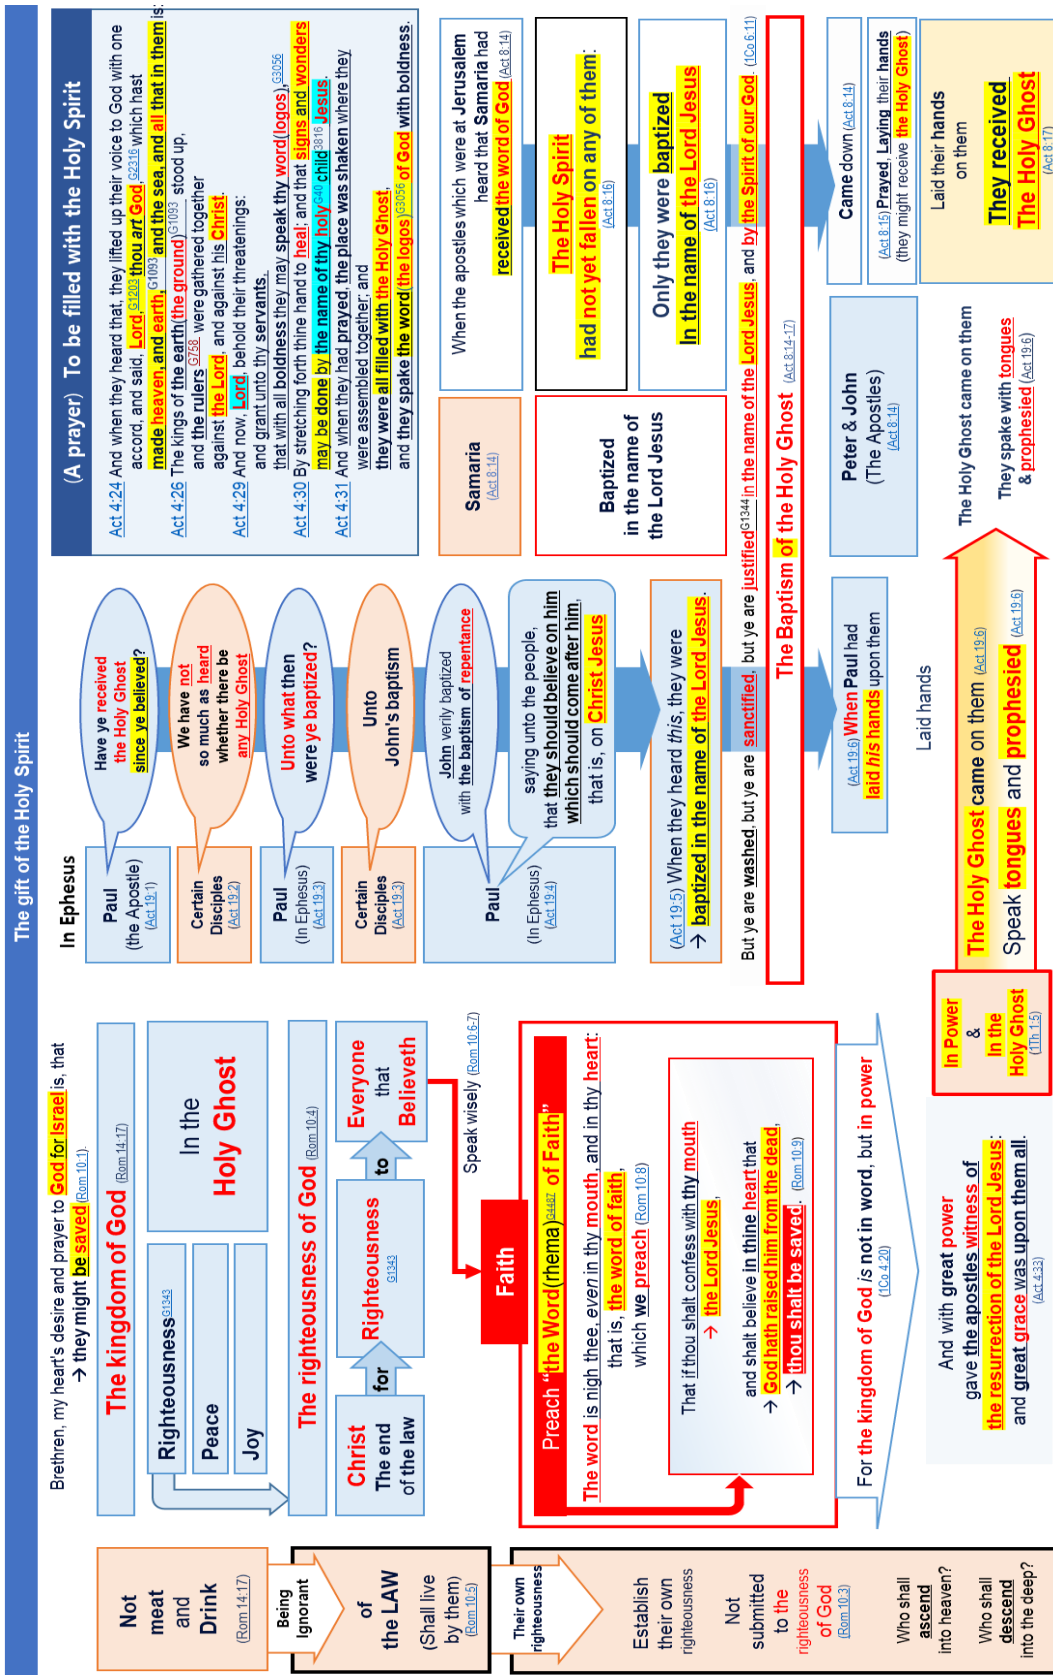 The gift of the Holy Spirit
Not
meat
and
Drink
(Rom 14:17)
Being
Ignorant
of
the LAW
(Shall live
by them)
(Rom 10:5)
Their own
righteousness
Establish
their own
righteousness
Not
submitted
to the
righteousness
of God
(Rom 10:3)
Who shall
ascend
into heaven?
Who shall
descend
into the deep?
Brethren, my heart's desire and prayer to God for Israel is, that
→ they might be saved (Rom 10:1).
The kingdom of God (Rom 14:17)
Righteousness G1343
Peace
Joy
In the
Holy Ghost
The righteousness of God (Rom 10:4)
Christ
The end
of the law
for
Righteousness
G1343
to
Everyone
that
Believeth
Speak wisely (Rom 10:6-7)
Faith
Preach "the Word(rhema)G4487 of Faith"
The word is nigh thee, even in thy mouth, and in thy heart:
that is, the word of faith,
which we preach (Rom 10:8)
That if thou shalt confess with thy mouth
→ the Lord Jesus,
and shalt believe in thine heart that
→ God hath raised him from the dead,
→ thou shalt be saved. (Rom 10:9)
For the kingdom of God is not in word, but in power
(1Co 4:20)
And with great power
gave the apostles witness of
the resurrection of the Lord Jesus:
and great grace was upon them all.
(Act 4:33)
In Power
&
In the
Holy Ghost
(1Th 1:5)
The Holy Ghost came on them (Act 19:6)
Speak tongues and prophesied (Act 19:6)
In Ephesus
Paul
(the Apostle)
(Act 19:1)
Have ye received
the Holy Ghost
since ye believed?
Certain
Disciples
(Act 19:2)
We have not
so much as heard
whether there be
any Holy Ghost
Paul
(In Ephesus)
(Act 19:3)
Unto what then
were ye baptized?
Certain
Disciples
(Act 19:3)
Unto
John's baptism
Paul
(In Ephesus)
(Act 19:4)
John verily baptized
with the baptism of repentance
saying unto the people,
that they should believe on him
which should come after him,
that is, on Christ Jesus
(Act 19:5) When they heard this, they were
→ baptized in the name of the Lord Jesus.
But ye are washed, but ye are sanctified, but ye are justifiedG1344 in the name of the Lord Jesus, and by the Spirit of our God. (1Co 6:11)
The Baptism of the Holy Ghost (Act 8:14-17)
(Act 19:6) When Paul had
laid his hands upon them
Laid hands
(A prayer) To be filled with the Holy Spirit
Act 4:24 And when they heard that, they lifted up their voice to God with one
accord, and said, Lord,G1203 thou art God,G2316 which hast
made heaven, and earth,G1093 and the sea, and all that in them is:
Act 4:26 The kings of the earth(the ground)G1093 stood up,
and the rulers G758 were gathered together
against the Lord, and against his Christ.
Act 4:29 And now, Lord, behold their threatenings:
and grant unto thy servants,
that with all boldness they may speak thy word(logos),G3056
Act 4:30 By stretching forth thine hand to heal; and that signs and wonders
may be done by the name of thy holyG40 child3816 Jesus.
Act 4:31 And when they had prayed, the place was shaken where they
were assembled together; and
they were all filled with the Holy Ghost,
and they spake the word(the logos)G3056 of God with boldness.
Samaria
(Act 8:14)
When the apostles which were at Jerusalem
heard that Samaria had
received the word of God (Act 8:14)
The Holy Spirit
had not yet fallen on any of them:
(Act 8:16)
Baptized
in the name of
the Lord Jesus
Only they were baptized
In the name of the Lord Jesus
(Act 8:16)
Peter & John
(The Apostles)
(Act 8:14)
Came down (Act 8:14)
(Act 8:15) Prayed, Laying their hands
(they might receive the Holy Ghost)
Laid their hands
on them
They received
The Holy Ghost
(Act 8:17)
The Holy Ghost came on them
They spake with tongues
& prophesied (Act 19:6)